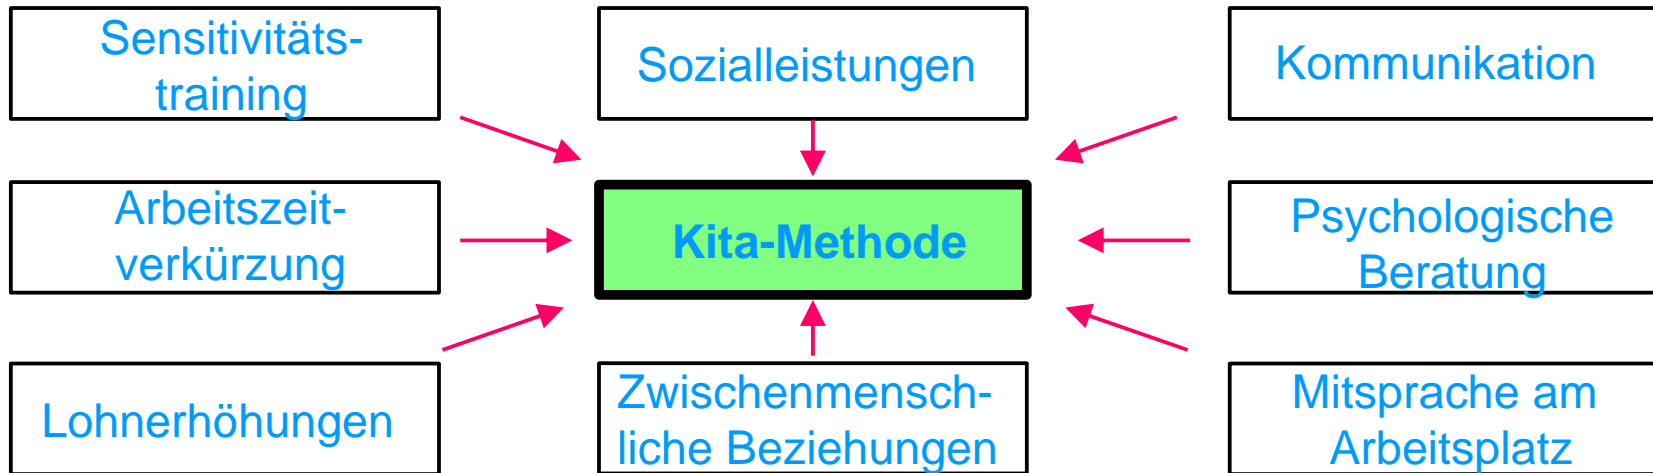 Sensitivitäts-
training
Sozialleistungen
Kommunikation
Arbeitszeit-
verkürzung
Kita-Methode
Psychologische
Beratung
Lohnerhöhungen
Zwischenmensch-
liche Beziehungen
Mitsprache am
Arbeitsplatz